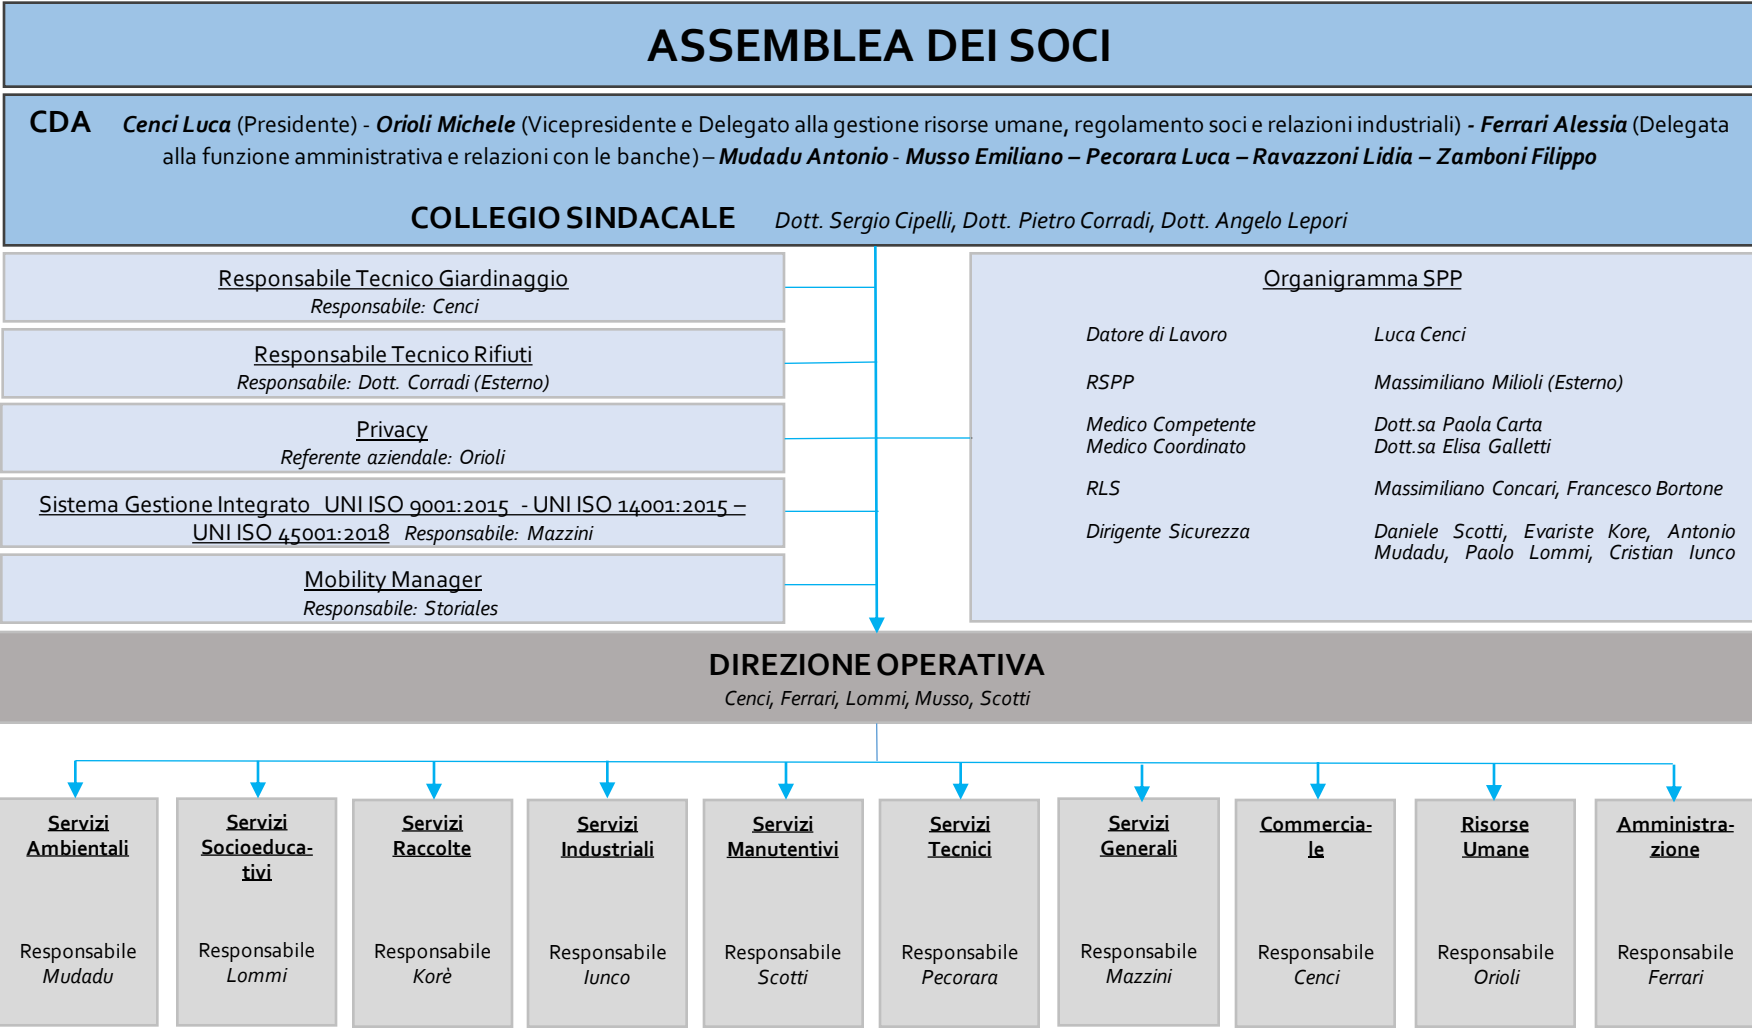 ASSEMBLEA DEI SOCI
CDA Cenci Luca (Presidente) - Orioli Michele (Vicepresidente e Delegato alla gestione risorse umane, regolamento soci e relazioni industriali) - Ferrari Alessia (Delegata
alla funzione amministrativa e relazioni con le banche) – Mudadu Antonio - Musso Emiliano – Pecorara Luca – Ravazzoni Lidia – Zamboni Filippo
COLLEGIO SINDACALE Dott. Sergio Cipelli, Dott. Pietro Corradi, Dott. Angelo Lepori
Responsabile Tecnico Giardinaggio
Responsabile: Cenci
Responsabile Tecnico Rifiuti
Responsabile: Dott. Corradi (Esterno)
Privacy
Referente aziendale: Orioli
Sistema Gestione Integrato UNI ISO 9001:2015 - UNI ISO 14001:2015 –
UNI ISO 45001:2018 Responsabile: Mazzini
Mobility Manager
Responsabile: Storiales
Organigramma SPP
Datore di Lavoro Luca Cenci
RSPP Massimiliano Milioli (Esterno)
Medico Competente Dott.sa Paola Carta
Medico Coordinato Dott.sa Elisa Galletti
RLS Massimiliano Concari, Francesco Bortone
Dirigente Sicurezza Daniele Scotti, Evariste Kore, Antonio
Mudadu, Paolo Lommi, Cristian Iunco
DIREZIONE OPERATIVA
Cenci, Ferrari, Lommi, Musso, Scotti
Servizi
Ambientali
Responsabile
Mudadu
Servizi
Socioeduca-
tivi
Responsabile
Lommi
Servizi
Raccolte
Responsabile
Korè
Servizi
Industriali
Responsabile
Iunco
Servizi
Manutentivi
Responsabile
Scotti
Servizi
Tecnici
Responsabile
Pecorara
Servizi
Generali
Responsabile
Mazzini
Commercia-
le
Responsabile
Cenci
Risorse
Umane
Responsabile
Orioli
Amministra-
zione
Responsabile
Ferrari